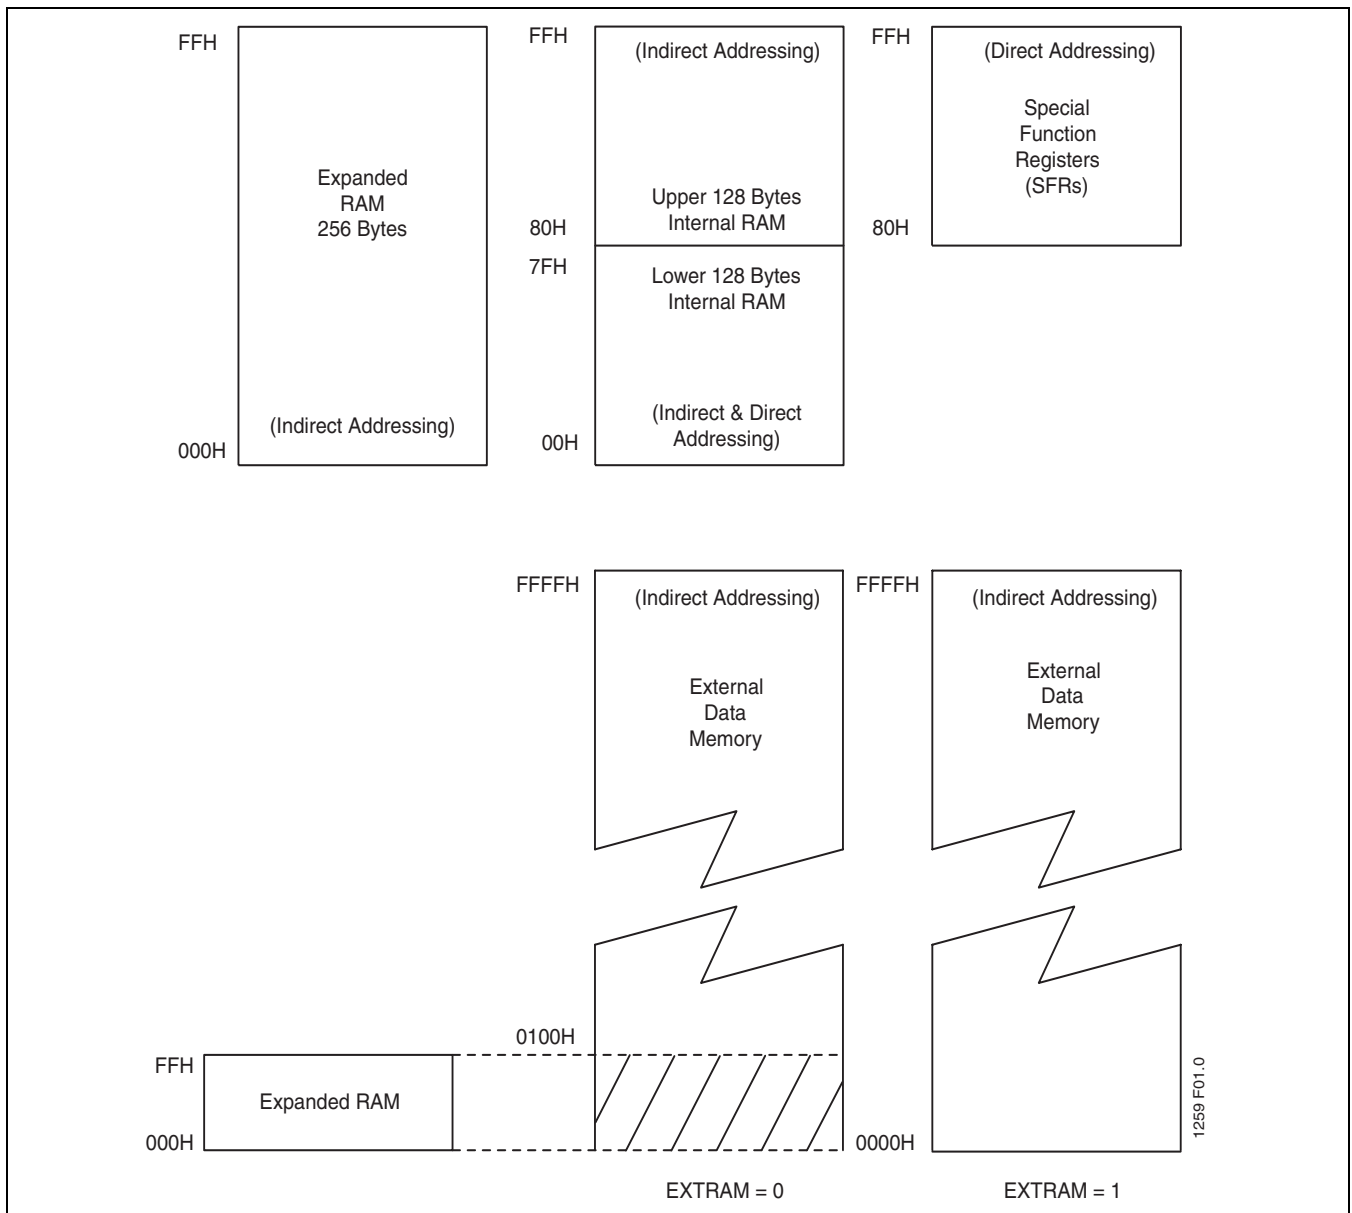 FFH
Expanded
RAM
256 Bytes
(Indirect Addressing)
000H
FFH
(Indirect Addressing)
Upper 128 Bytes
Internal RAM
80H
7FH
Lower 128 Bytes
Internal RAM
(Indirect & Direct
Addressing)
00H
FFH
(Direct Addressing)
Special
Function
Registers
(SFRs)
80H
FFFFH
(Indirect Addressing)
External
Data
Memory
FFFFH
(Indirect Addressing)
External
Data
Memory
0100H
FFH
Expanded RAM
000H
0000H
EXTRAM = 0
EXTRAM = 1
1259 F01.0